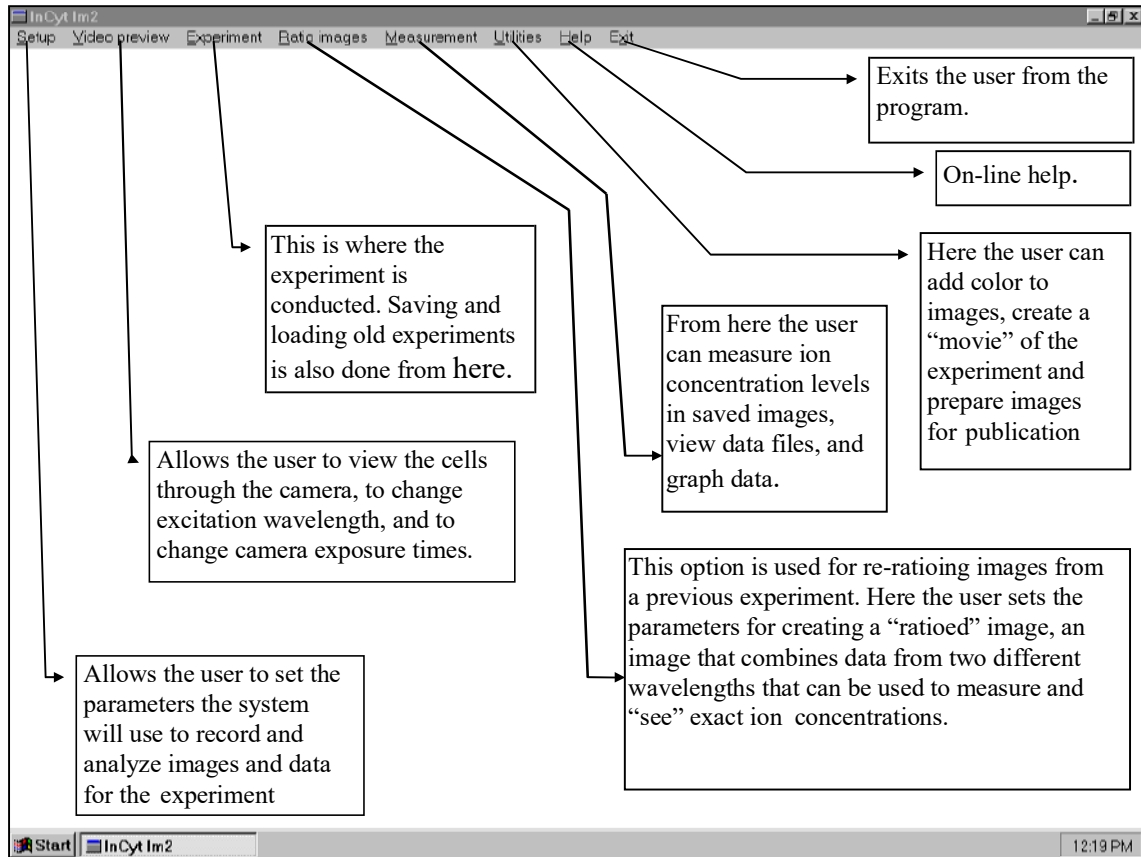 InCyt Im2
Setup Video preview Experiment Ratio images Measurement Utilities Help Exit
Exits the user from the
program.
On-line help.
This is where the
experiment is
conducted. Saving and
loading old experiments
is also done from here.
Here the user can
add color to
images, create a
“movie” of the
experiment and
prepare images
for publication
From here the user
can measure ion
concentration levels
in saved images,
view data files, and
graph data.
Allows the user to view the cells
through the camera, to change
excitation wavelength, and to
change camera exposure times.
This option is used for re-ratioing images from
a previous experiment. Here the user sets the
parameters for creating a “ratioed” image, an
image that combines data from two different
wavelengths that can be used to measure and
“see” exact ion concentrations.
Allows the user to set the
parameters the system
will use to record and
analyze images and data
for the experiment
Start InCyt Im2 12:19 PM